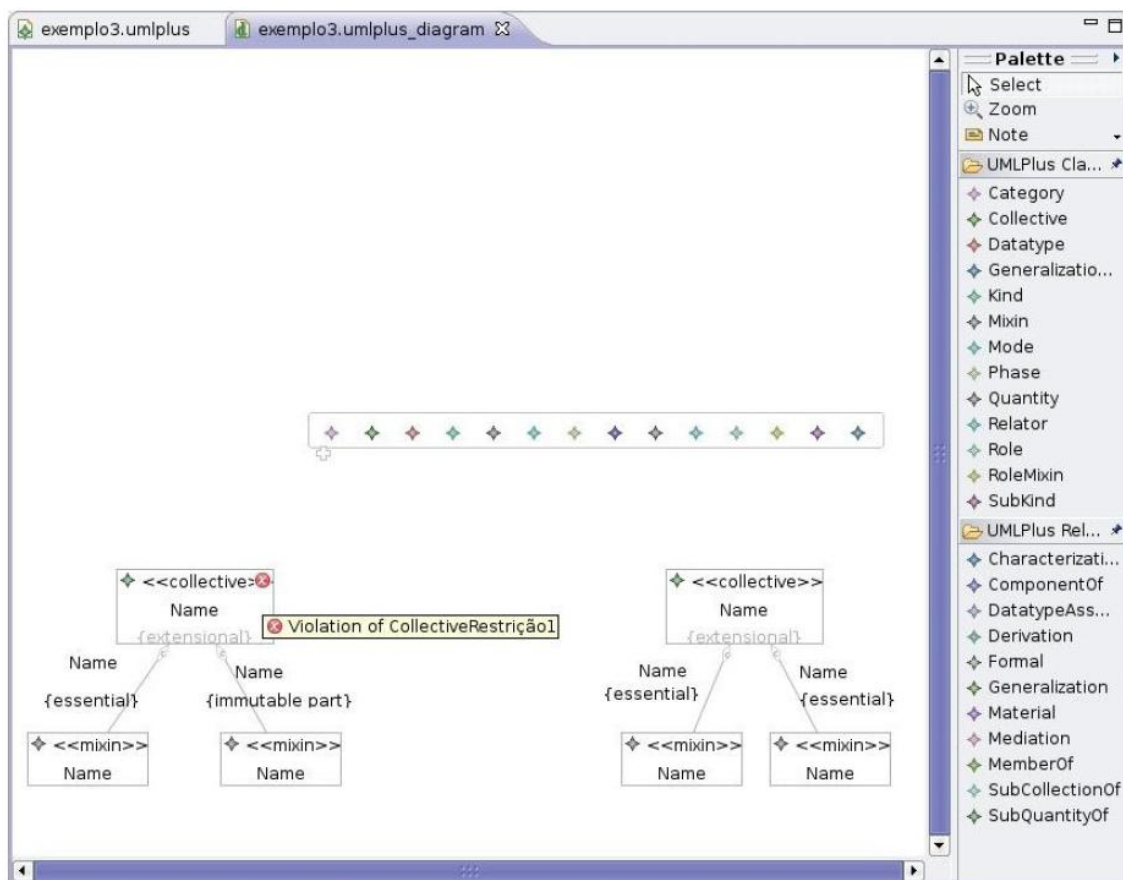 exemplo3.umlplus
exemplo3.umlplus_diagram
Palette
Select
Zoom
Note
UMLPlus Cla...
Category
Collective
Datatype
Generalizatio...
Kind
Mixin
Mode
Phase
Quantity
Relator
Role
RoleMixin
SubKind
UMLPlus Rel...
Characterizati...
ComponentOf
DatatypeAss...
Derivation
Formal
Generalization
Material
Mediation
MemberOf
SubCollectionOf
SubQuantityOf
<<collective>
Name
{extensional}
Violation of CollectiveRestrição1
Name
{essential}
Name
{immutable part}
<<mixin>>
Name
<<mixin>>
Name
<<collective>>
Name
{extensional}
Name
{essential}
Name
{essential}
<<mixin>>
Name
<<mixin>>
Name